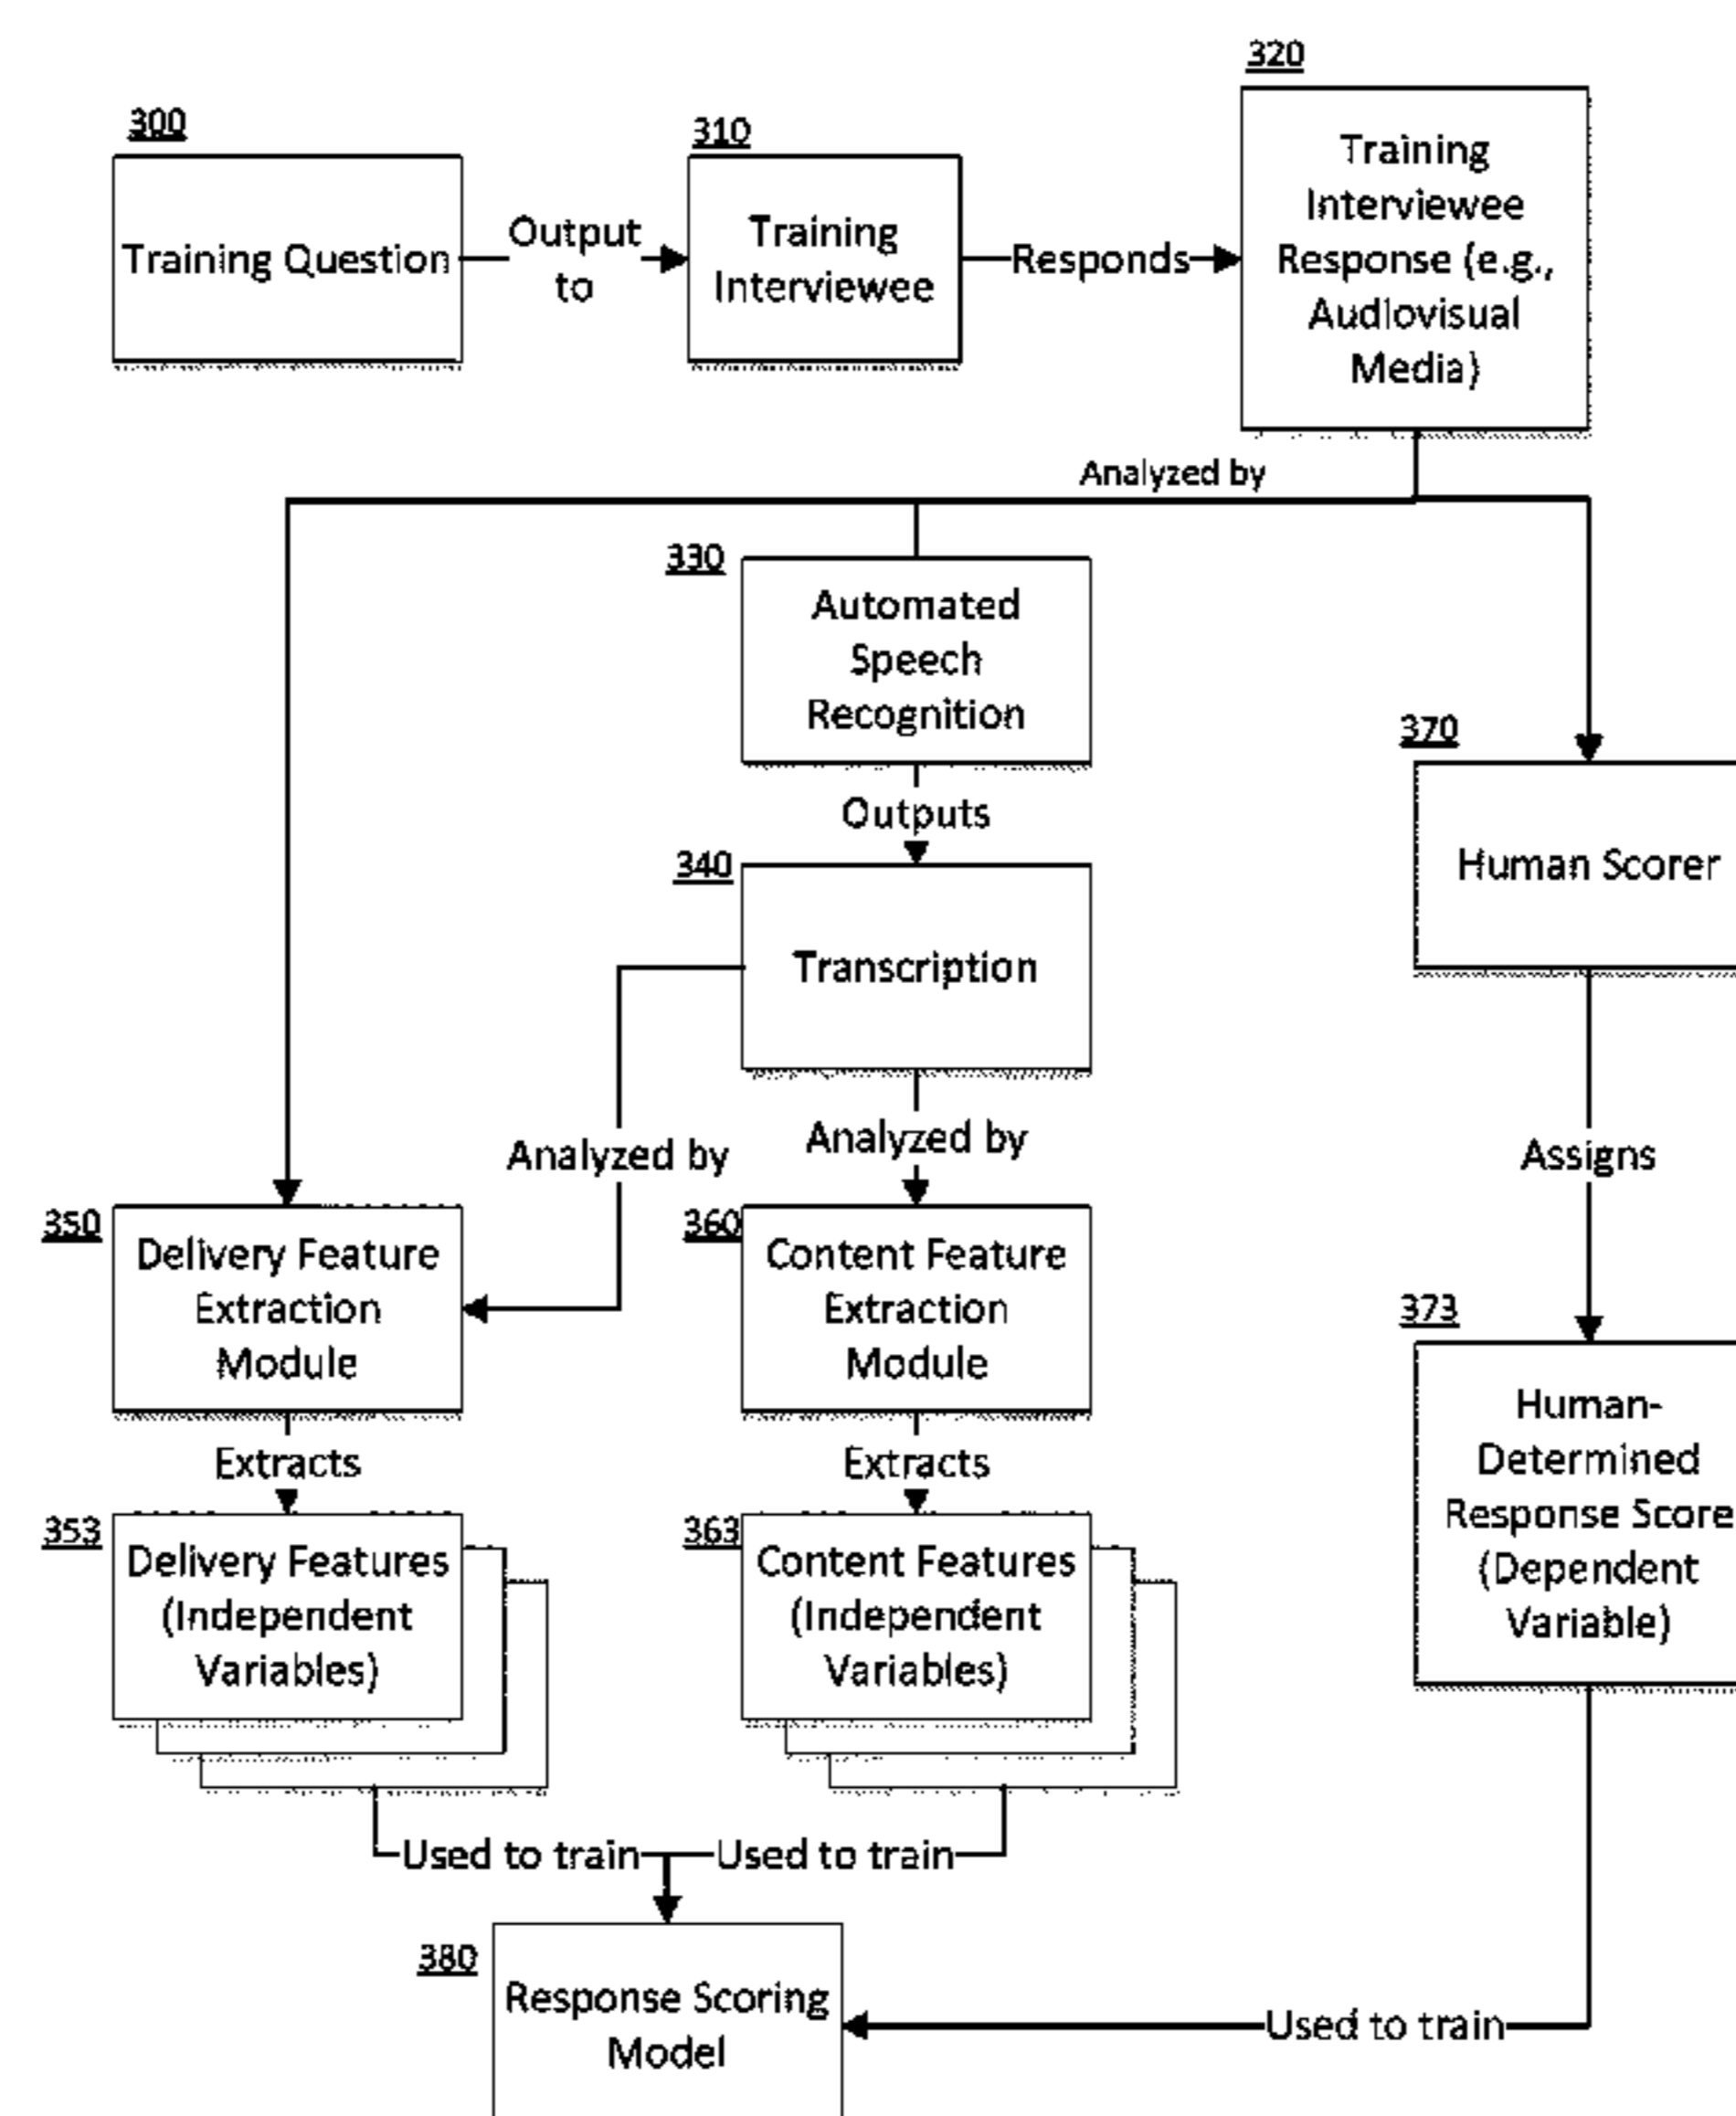 320
300
310
Training Question
Output
to
Training
Interviewee
Responds
Training
Interviewee
Response (e.g.,
Audiovisual
Media)
Analyzed by
330
Automated
Speech
Recognition
370
Human Scorer
Outputs
340
Transcription
Analyzed by
Analyzed by
Assigns
350
Delivery Feature
Extraction
Module
360
Content Feature
Extraction
Module
373
Human-
Determined
Response Score
(Dependent
Variable)
Extracts
Extracts
353
Delivery Features
(Independent
Variables)
363
Content Features
(Independent
Variables)
Used to train
Used to train
380
Response Scoring
Model
Used to train